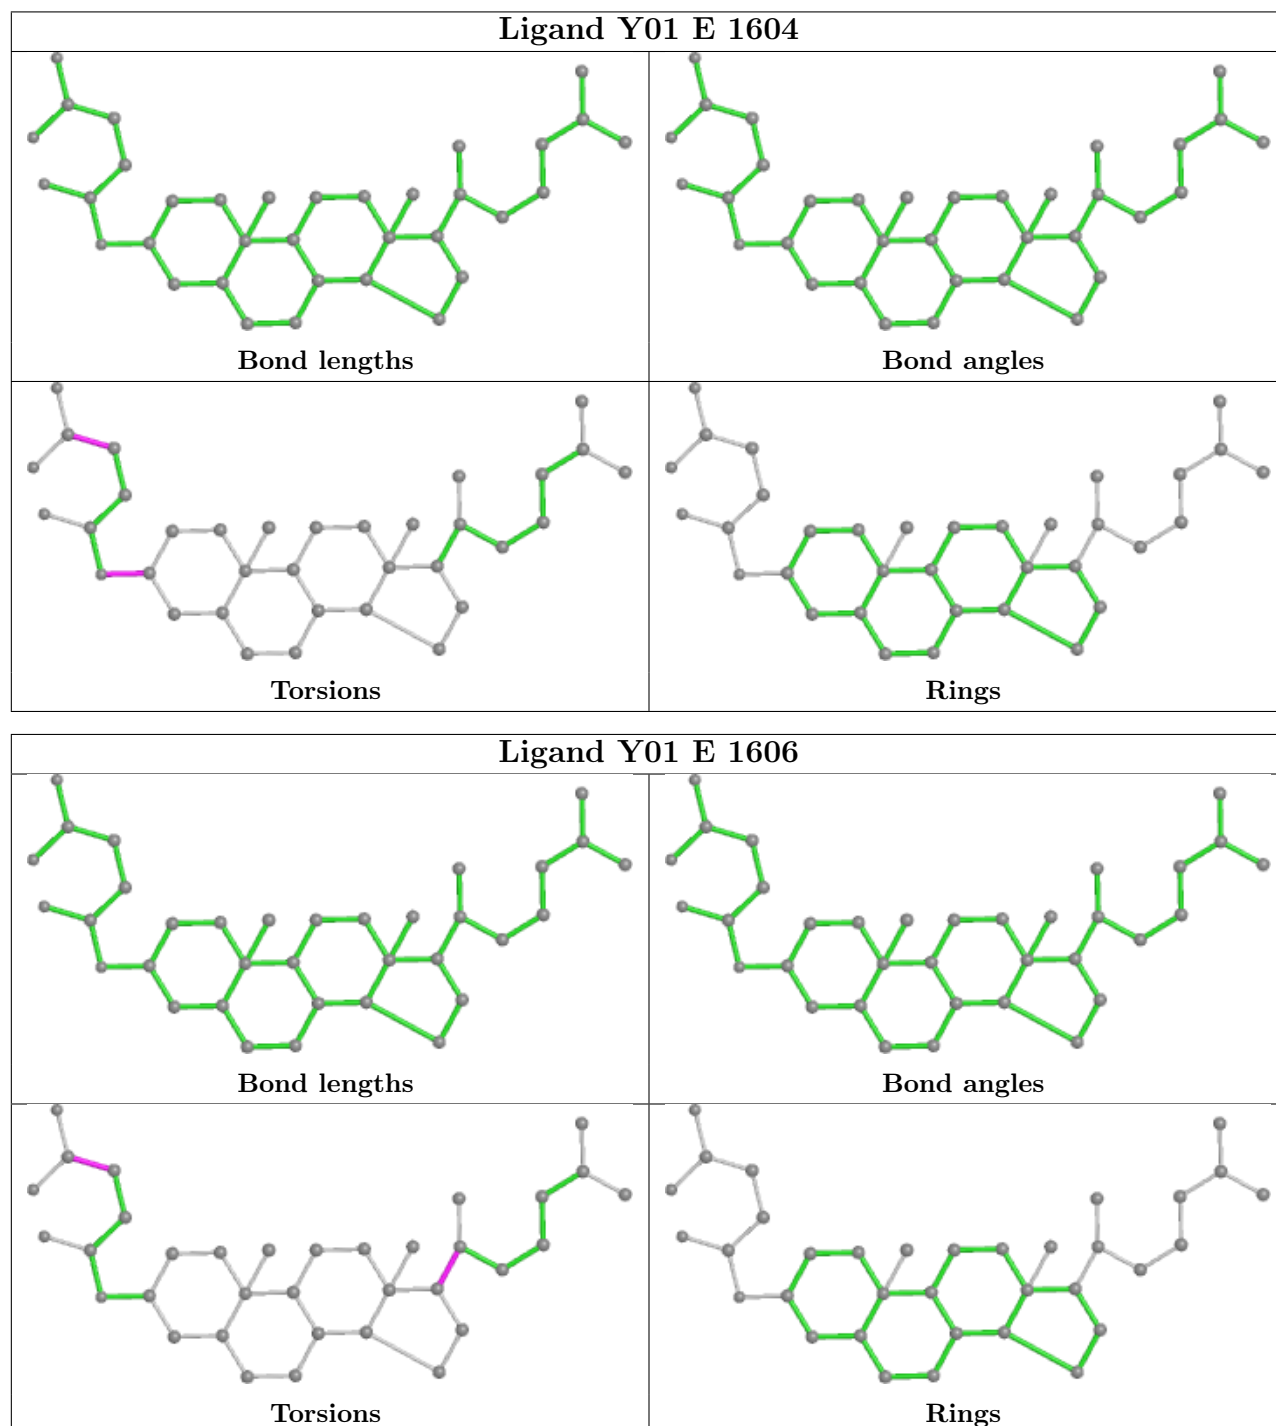 Ligand Y01 E 1604
Bond lengths
Bond angles
Torsions
Rings
Ligand Y01 E 1606
Bond lengths
Bond angles
Torsions
Rings